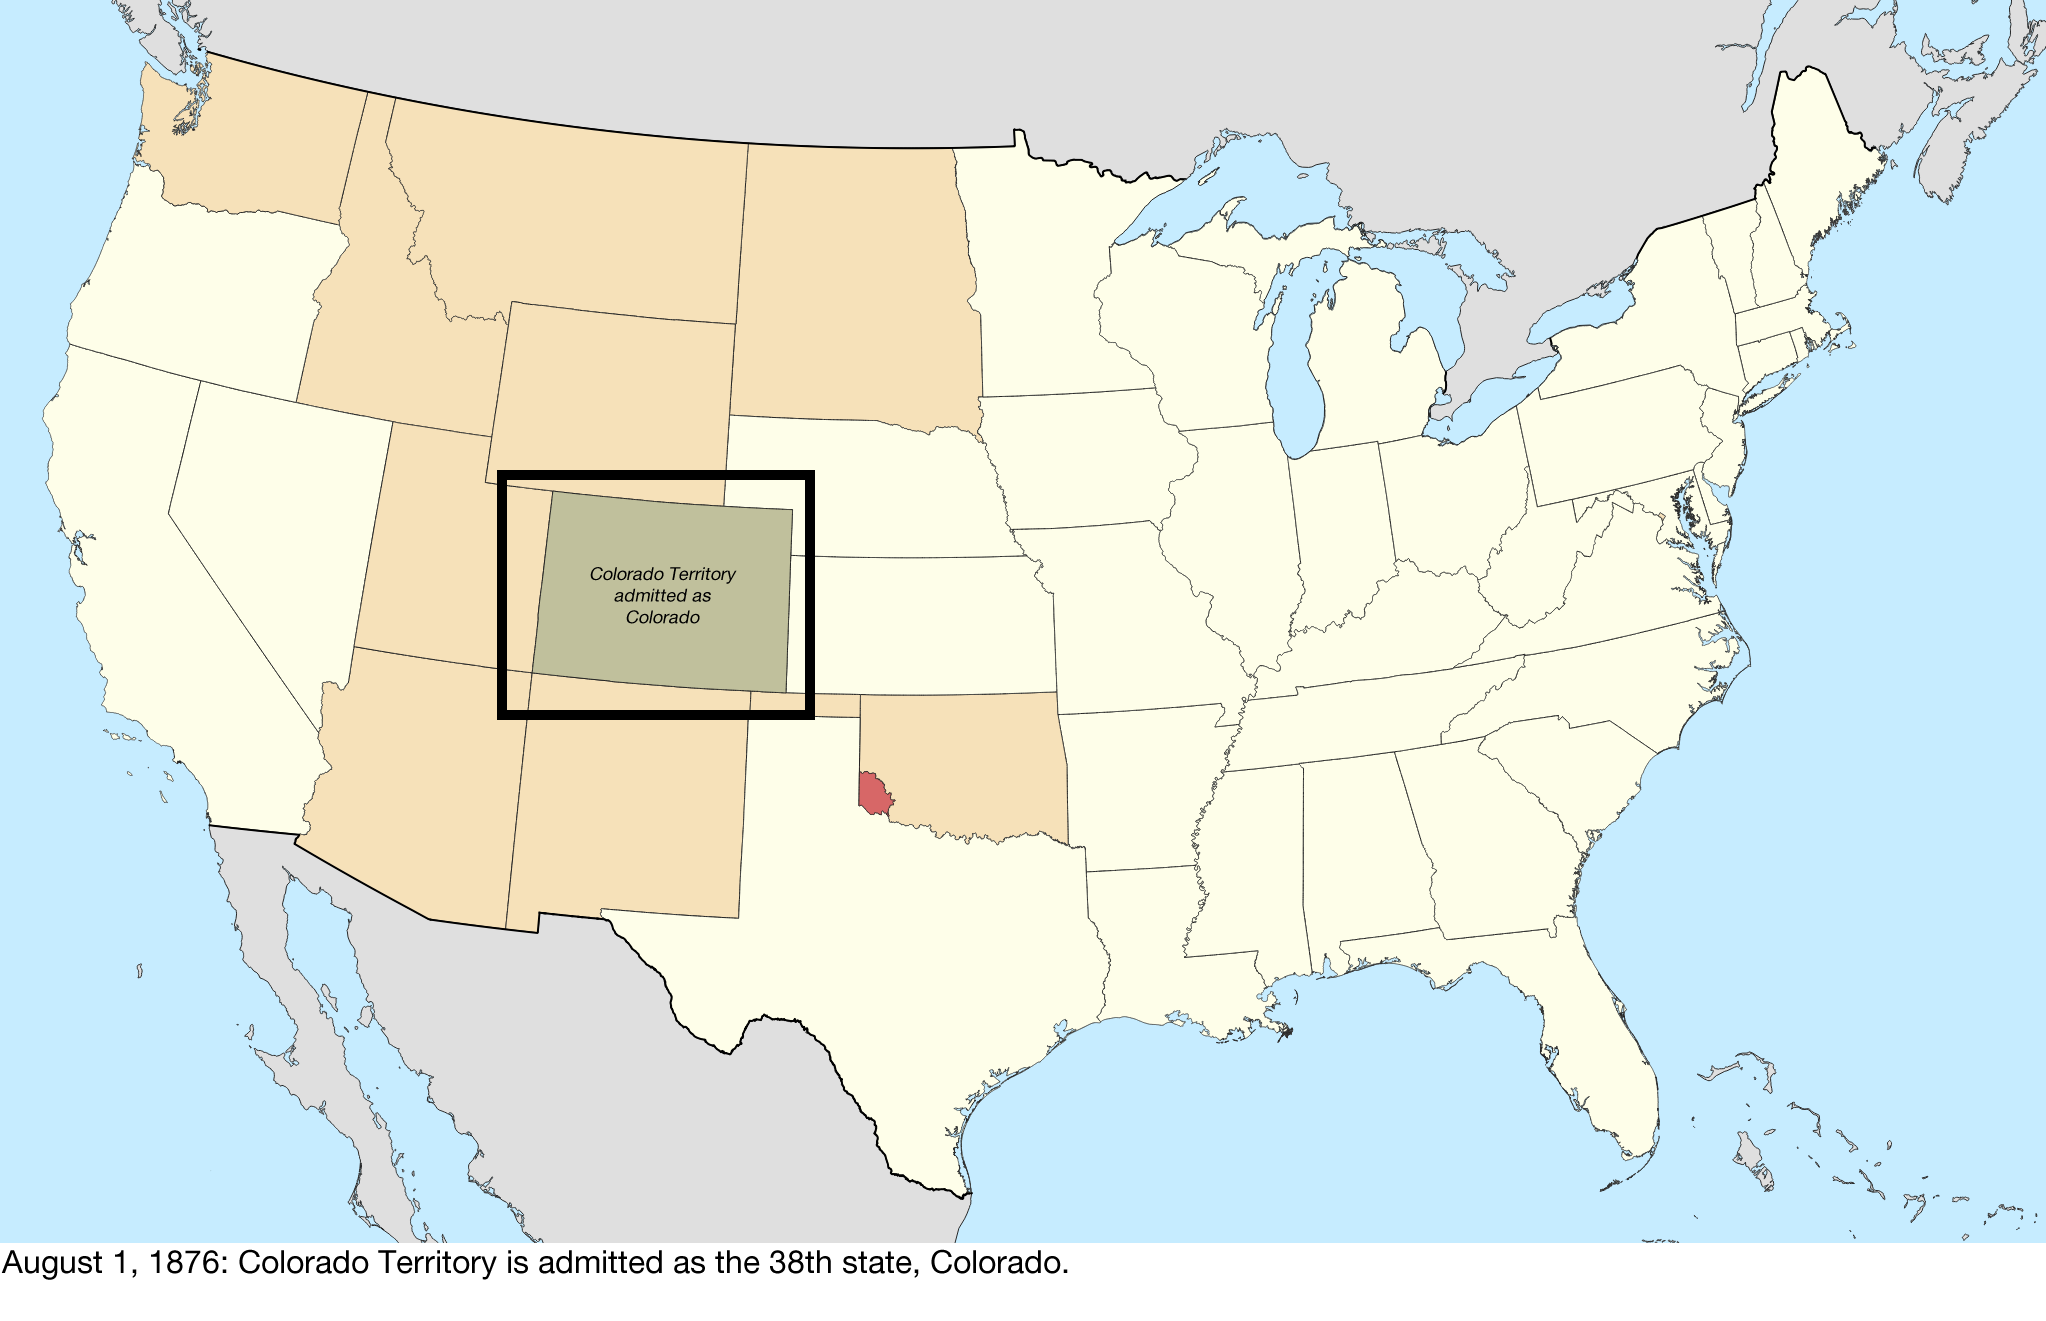 Colorado Territory
admitted as
Colorado
August 1, 1876: Colorado Territory is admitted as the 38th state, Colorado.